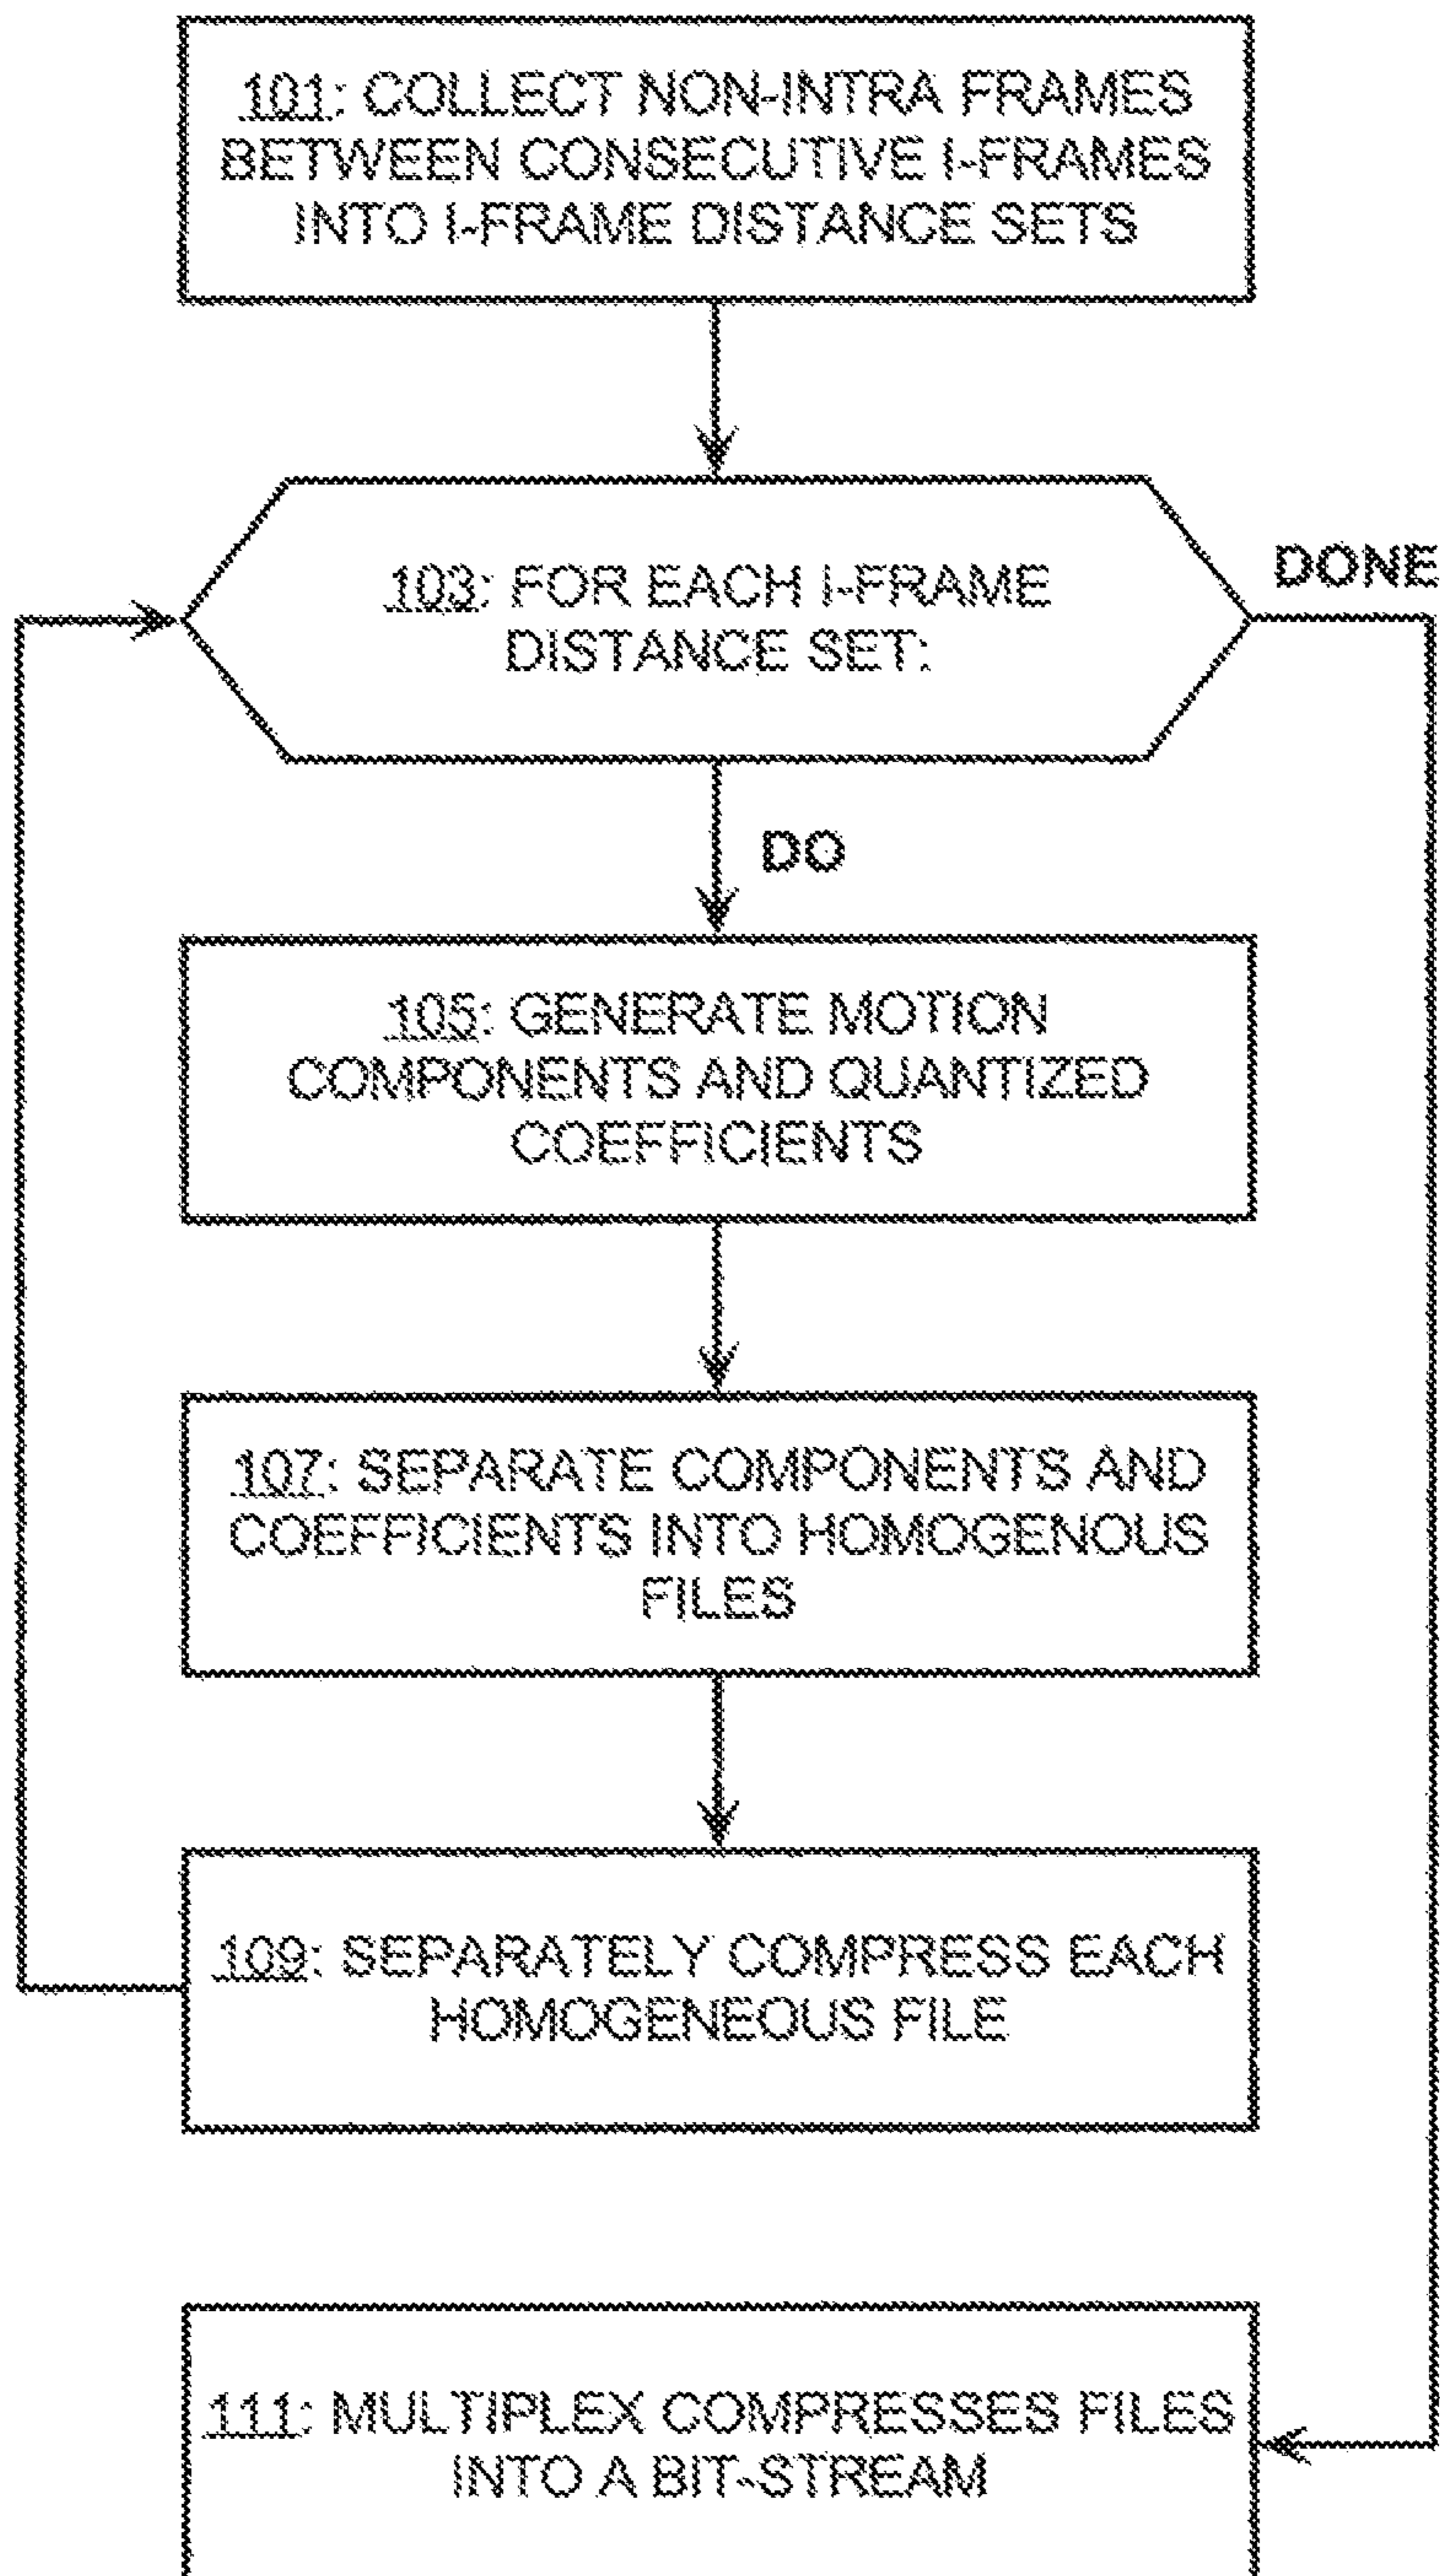 101: COLLECT NON-INTRA FRAMES
BETWEEN CONSECUTIVE I-FRAMES
INTO I-FRAME DISTANCE SETS
103: FOR EACH I-FRAME
DISTANCE SET:
DONE
DO
105: GENERATE MOTION
COMPONENTS AND QUANTIZED
COEFFICIENTS
107: SEPARATE COMPONENTS AND
COEFFICIENTS INTO HOMOGENOUS
FILES
109: SEPARATELY COMPRESS EACH
HOMOGENEOUS FILE
111: MULTIPLEX COMPRESSES FILES
INTO A BIT-STREAM